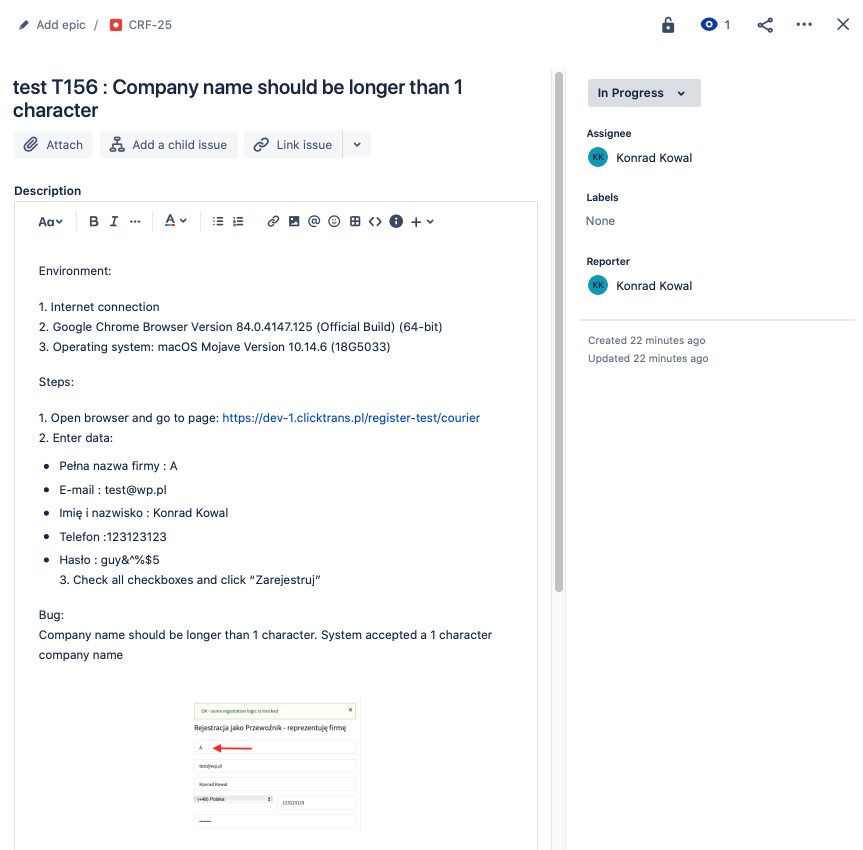 Add epic / CRF-25
1
test T156 : Company name should be longer than 1
character
Attach
Add a child issue
Link issue
Description
Aa B I ... A
Environment:
1. Internet connection
2. Google Chrome Browser Version 84.0.4147.125 (Official Build) (64-bit)
3. Operating system: macOS Mojave Version 10.14.6 (18G5033)
Steps:
1. Open browser and go to page: https://dev-1.clicktrans.pl/register-test/courier
2. Enter data:
• Pełna nazwa firmy : A
• E-mail : test@wp.pl
• Imię i nazwisko : Konrad Kowal
• Telefon :123123123
• Hasło : guy&^%$5
3. Check all checkboxes and click “Zarejestruj”
Bug:
Company name should be longer than 1 character. System accepted a 1 character
company name
OK - some registration logic is mocked
Rejestracja jako Przewoźnik - reprezentuję firmę
A
test@wp.pl
Konrad Kowal
(+48) Polska 123123123
••••••••
In Progress
Assignee
KK Konrad Kowal
Labels
None
Reporter
KK Konrad Kowal
Created 22 minutes ago
Updated 22 minutes ago